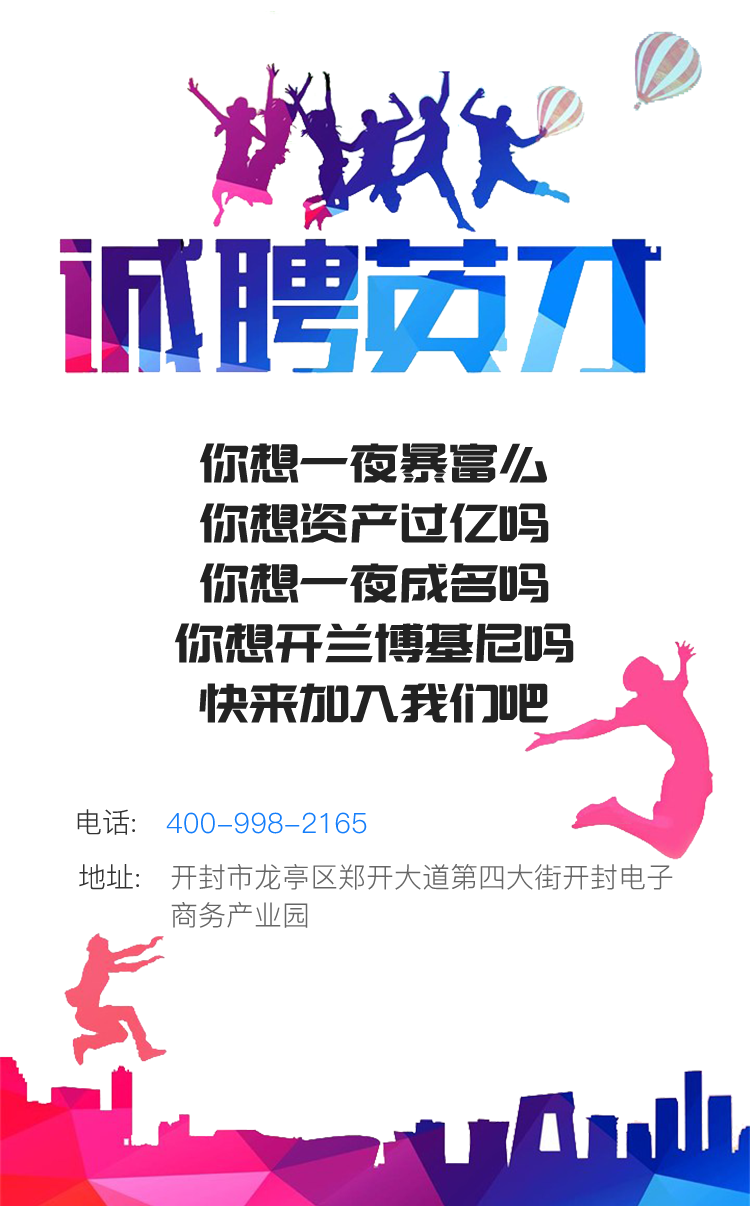 诚聘英才
你想一夜暴富么
你想资产过亿吗
你想一夜成名吗
你想开兰博基尼吗
快来加入我们吧
电话: 400-998-2165
地址: 开封市龙亭区郑开大道第四大街开封电子
商务产业园